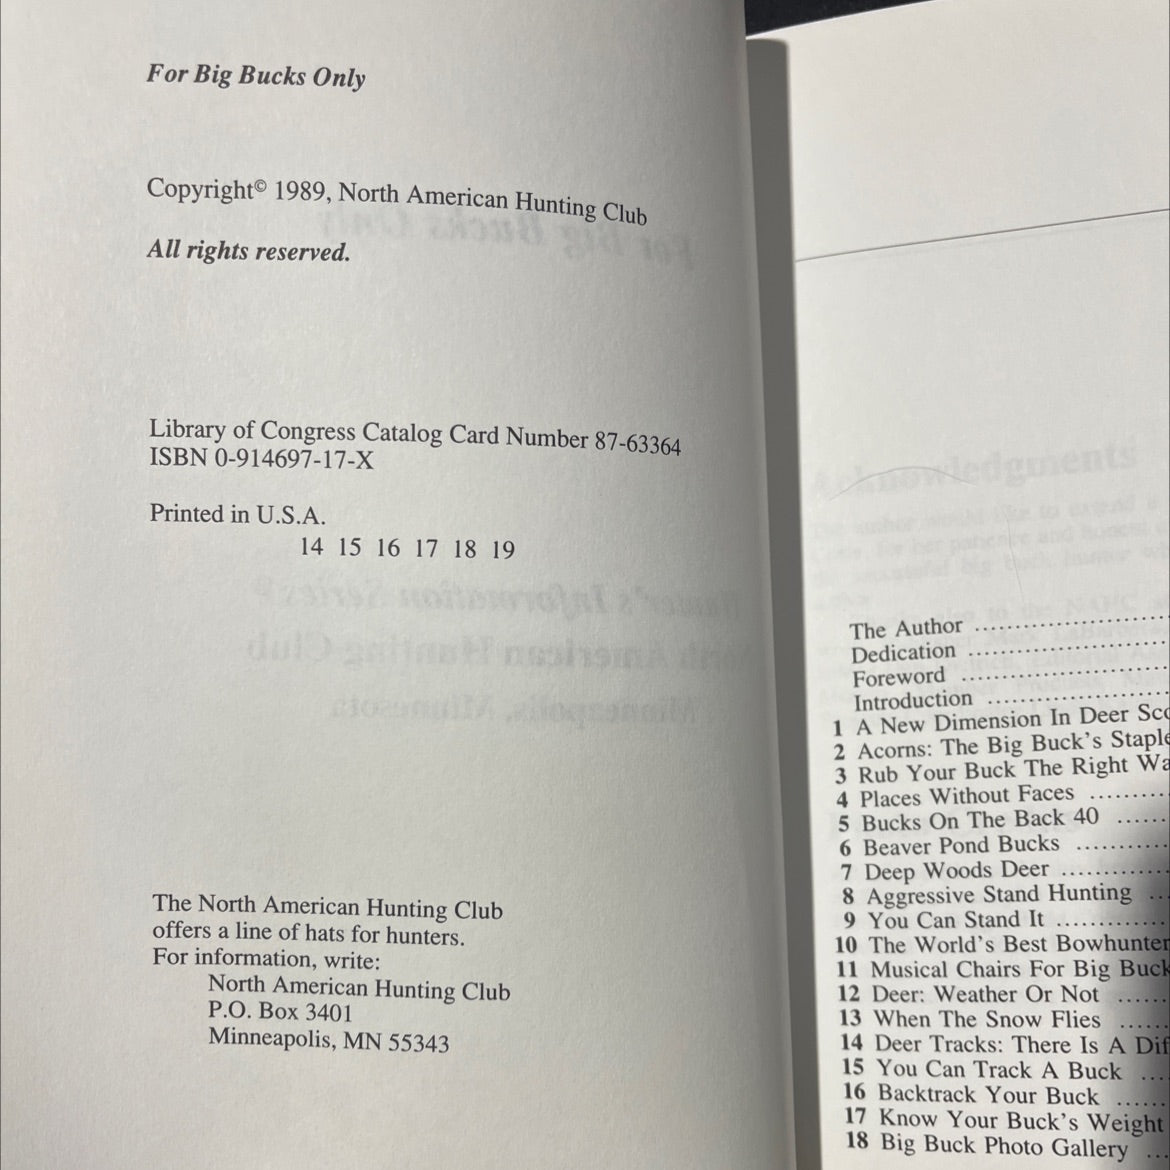 For Big Bucks Only
Copyright© 1989, North American Hunting Club
All rights reserved.
Library of Congress Catalog Card Number 87-63364
ISBN 0-914697-17-X
Printed in U.S.A.
14 15 16 17 18 19
The North American Hunting Club
offers a line of hats for hunters.
For information, write:
North American Hunting Club
P.O. Box 3401
Minneapolis, MN 55343
The Author
Dedication
Foreword
Introduction
1 A New Dimension In Deer Sco
2 Acorns: The Big Buck's Staple
3 Rub Your Buck The Right Wa
4 Places Without Faces
5 Bucks On The Back 40
6 Beaver Pond Bucks
7 Deep Woods Deer
8 Aggressive Stand Hunting
9 You Can Stand It
10 The World's Best Bowhunter
11 Musical Chairs For Big Buck
12 Deer: Weather Or Not
13 When The Snow Flies
14 Deer Tracks: There Is A Dif
15 You Can Track A Buck
16 Backtrack Your Buck
17 Know Your Buck's Weight
18 Big Buck Photo Gallery